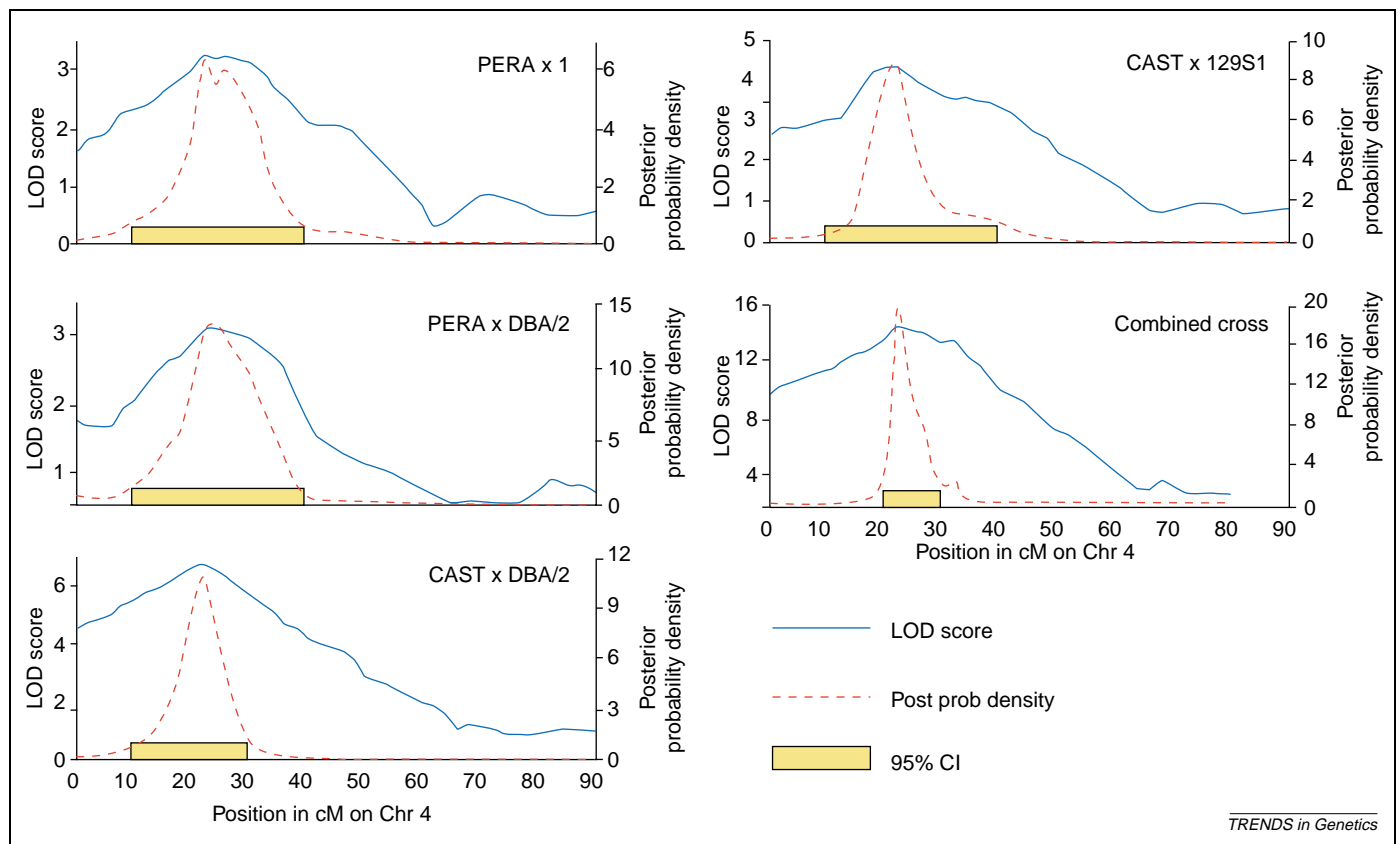 PERA x 1
LOD score
3
2
1
0
6
4
2
0
Posterior
probability density
PERA x DBA/2
LOD score
3
2
1
15
10
5
0
Posterior
probability density
CAST x DBA/2
LOD score
6
4
2
0
12
9
6
3
0
Posterior
probability density
0 10 20 30 40 50 60 70 80 90
Position in cM on Chr 4
CAST x 129S1
LOD score
5
4
3
2
1
0
10
8
6
4
2
0
Posterior
probability density
Combined cross
LOD score
16
12
8
4
20
16
12
8
4
0
Posterior
probability density
0 10 20 30 40 50 60 70 80 90
Position in cM on Chr 4
LOD score
Post prob density
95% CI
TRENDS in Genetics